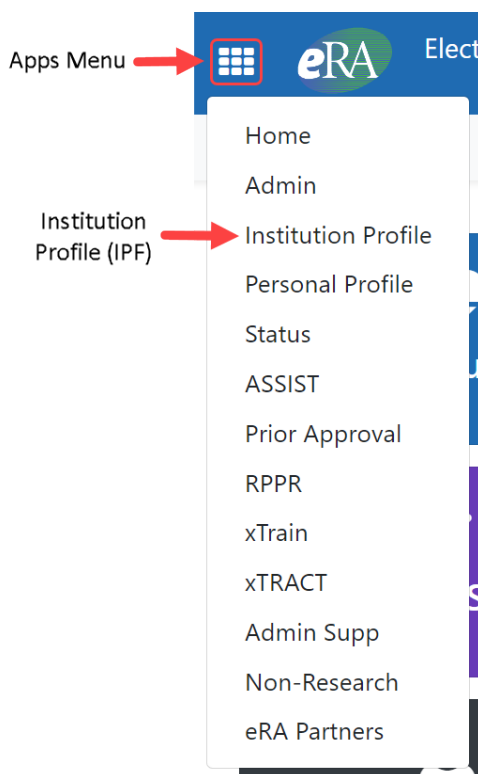 Apps Menu
eRA
Elect
Home
Admin
Institution
Profile (IPF)
Institution Profile
Personal Profile
Status
ASSIST
Prior Approval
RPPR
xTrain
xTRACT
Admin Supp
Non-Research
eRA Partners